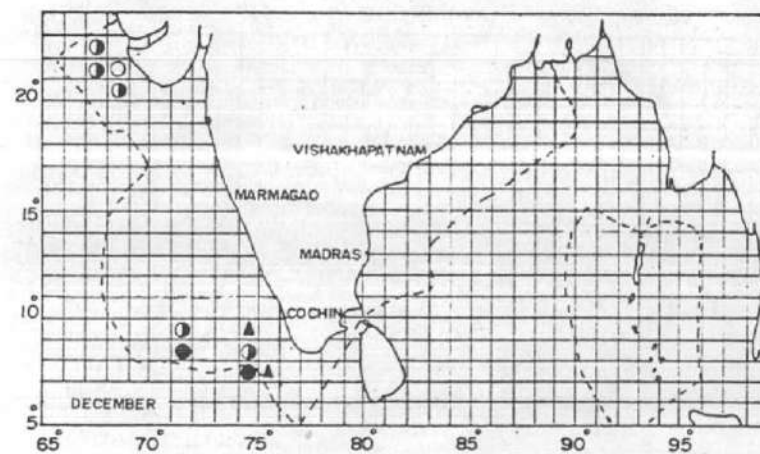 20°
VISHAKHAPATNAM
MARMAGAO
15°
MADRAS
10°
COCHIN
DECEMBER
5°
65° 70° 75° 80° 85° 90° 95°